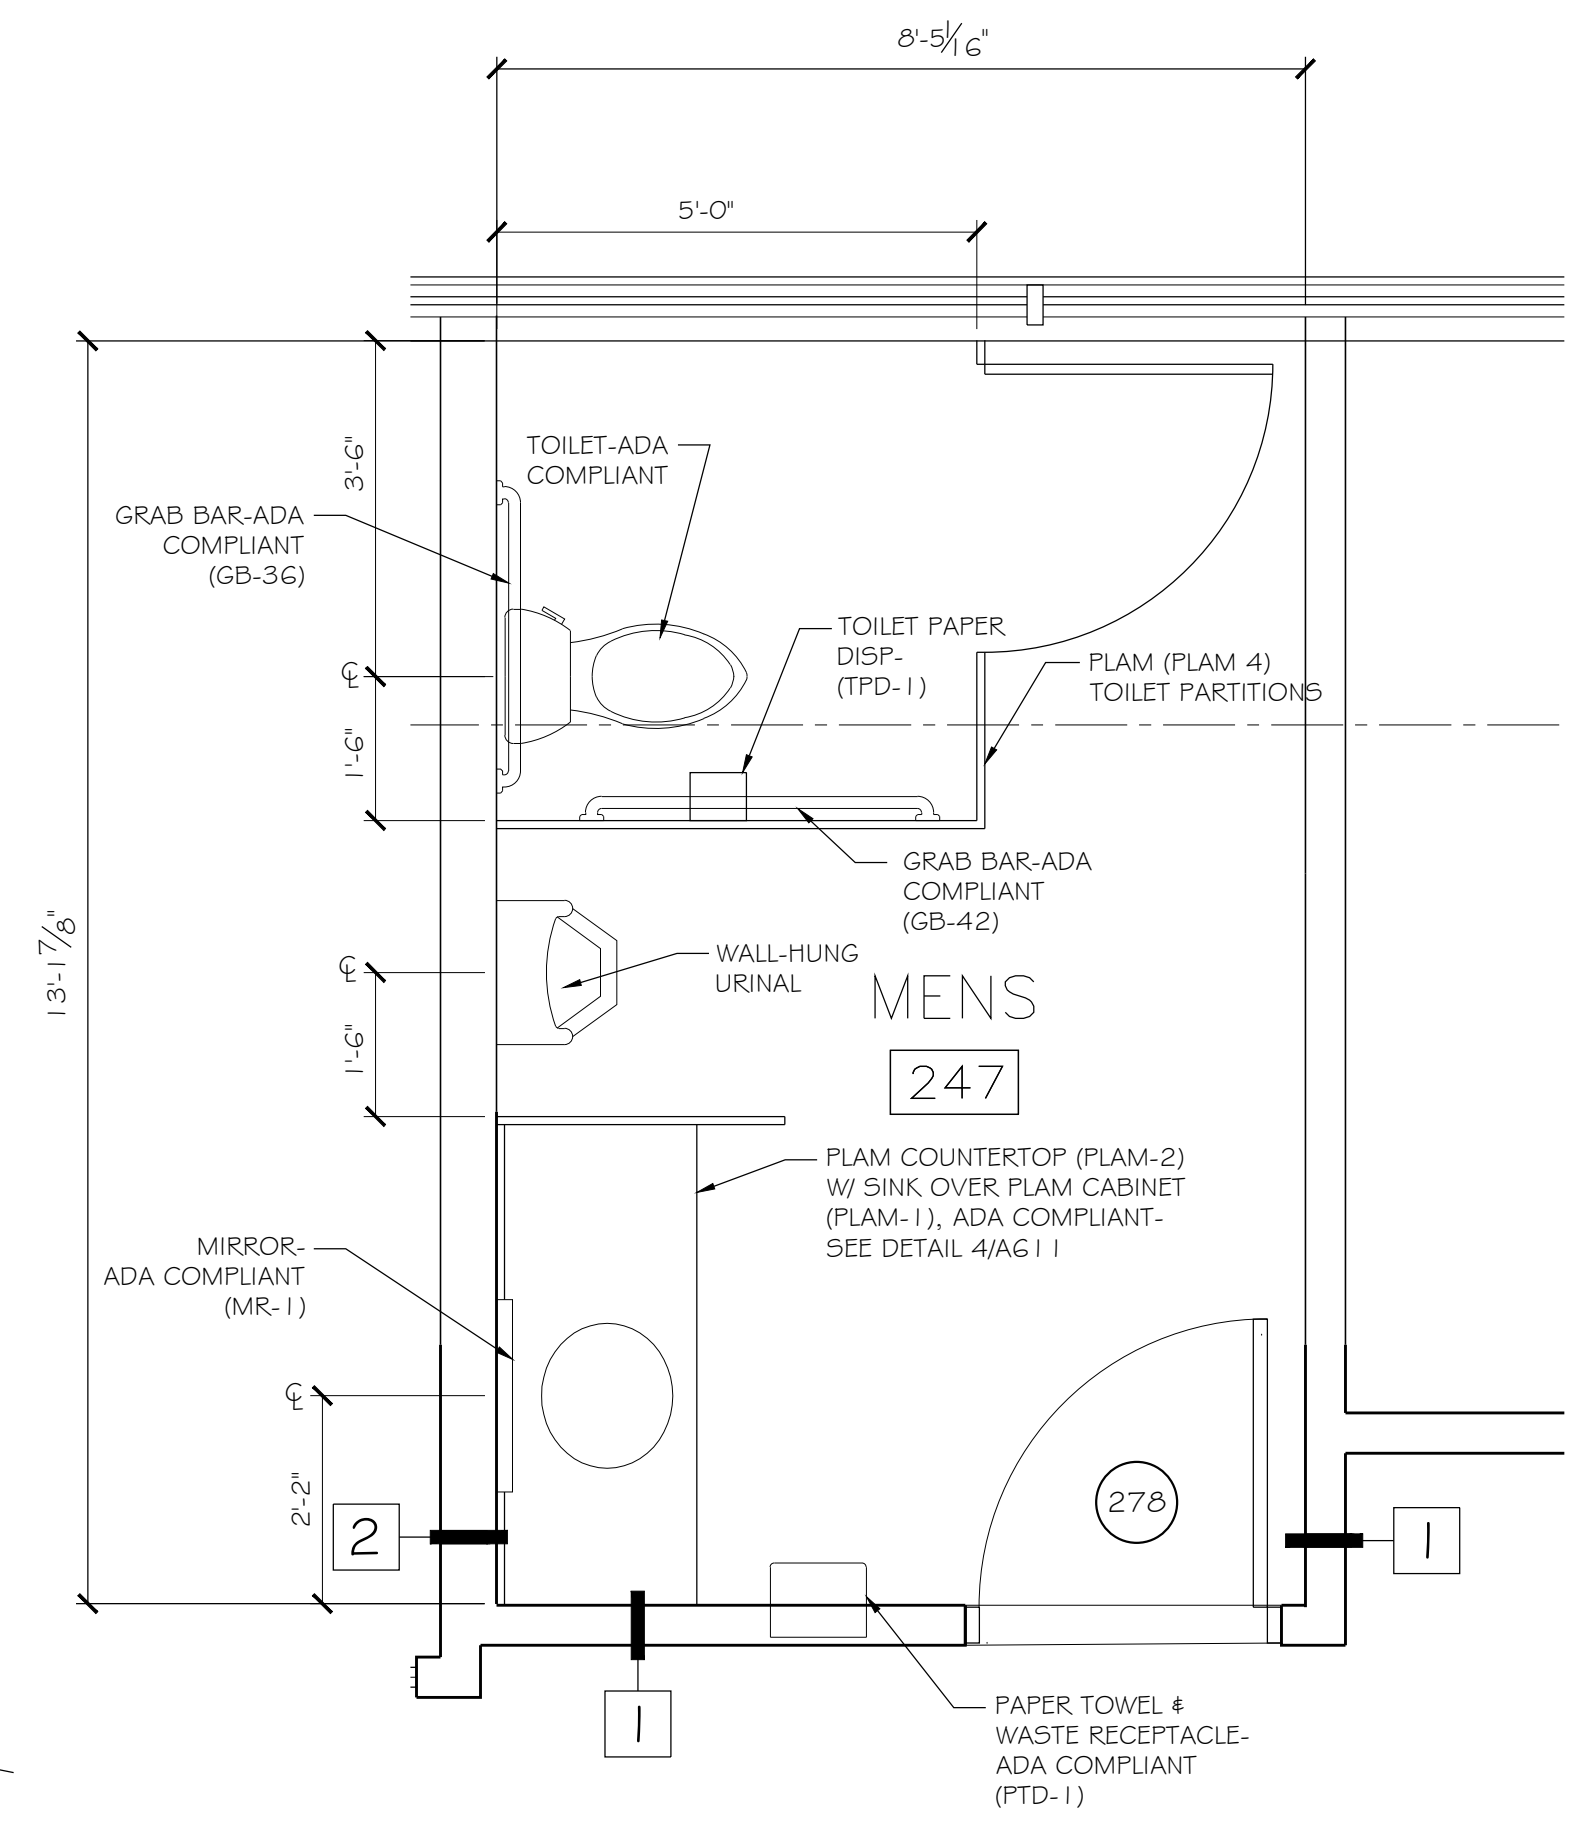 8'-5 1/16"
5'-0"
3'-6"
TOILET-ADA
COMPLIANT
GRAB BAR-ADA
COMPLIANT
(GB-36)
TOILET PAPER
DISP-
(TPD-1)
PLAM (PLAM 4)
TOILET PARTITIONS
℄
1'-6"
GRAB BAR-ADA
COMPLIANT
(GB-42)
13'-1 7/8"
℄
WALL-HUNG
URINAL
MENS
247
1'-6"
PLAM COUNTERTOP (PLAM-2)
W/ SINK OVER PLAM CABINET
(PLAM-1), ADA COMPLIANT-
SEE DETAIL 4/A611
MIRROR-
ADA COMPLIANT
(MR-1)
℄
2'-2"
2
278
1
1
PAPER TOWEL &
WASTE RECEPTACLE-
ADA COMPLIANT
(PTD-1)